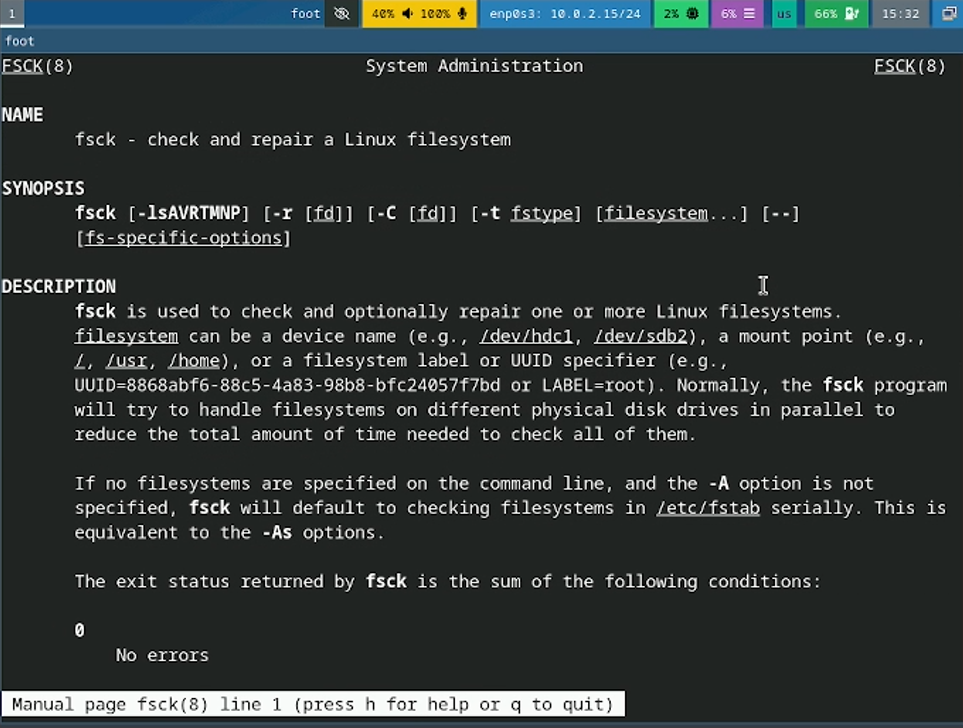 1 foot 40% 100% enp0s3: 10.0.2.15/24 2% 6% us 66% 15:32
foot
FSCK(8) System Administration FSCK(8)
NAME
fsck - check and repair a Linux filesystem
SYNOPSIS
fsck [-lsAVRTMNP] [-r [fd]] [-C [fd]] [-t fstype] [filesystem...] [--]
[fs-specific-options]
DESCRIPTION
fsck is used to check and optionally repair one or more Linux filesystems.
filesystem can be a device name (e.g., /dev/hdc1, /dev/sdb2), a mount point (e.g.,
/, /usr, /home), or a filesystem label or UUID specifier (e.g.,
UUID=8868abf6-88c5-4a83-98b8-bfc24057f7bd or LABEL=root). Normally, the fsck program
will try to handle filesystems on different physical disk drives in parallel to
reduce the total amount of time needed to check all of them.
If no filesystems are specified on the command line, and the -A option is not
specified, fsck will default to checking filesystems in /etc/fstab serially. This is
equivalent to the -As options.
The exit status returned by fsck is the sum of the following conditions:
0
No errors
Manual page fsck(8) line 1 (press h for help or q to quit)